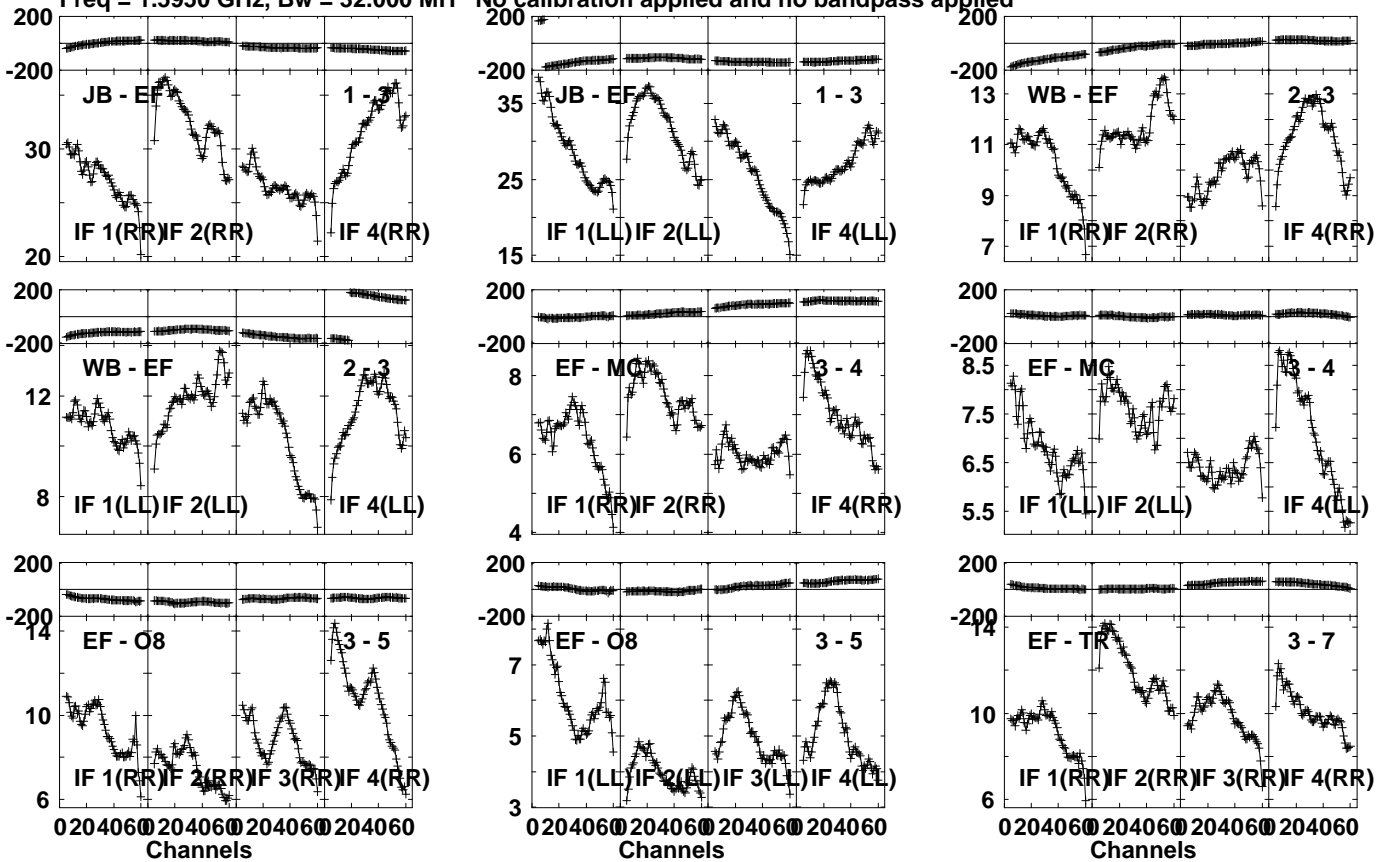 Freq = 1.5950 GHz, Bw = 32.000 MH No calibration applied and no bandpass applied
200
-200
JB - EF 1 - 3
30
20
IF 1(RR) IF 2(RR) IF 4(RR)
JB - EF 1 - 3
35
25
15
IF 1(LL) IF 2(LL) IF 4(LL)
200
-200
WB - EF 2 - 3
13
11
9
7
IF 1(RR) IF 2(RR) IF 4(RR)
200
-200
200
-200
WB - EF 2 - 3
12
8
IF 1(LL) IF 2(LL) IF 4(LL)
200
-200
EF - MC 3 - 4
8
6
4
IF 1(RR) IF 2(RR) IF 4(RR)
200
-200
EF - MC 3 - 4
8.5
7.5
6.5
5.5
IF 1(LL) IF 2(LL) IF 4(LL)
200
-200
EF - O8 3 - 5
14
10
6
IF 1(RR) IF 2(RR) IF 3(RR) IF 4(RR)
0 20 40 60 0 20 40 60 0 20 40 60 0 20 40 60
Channels
200
-200
EF - O8 3 - 5
7
5
3
IF 1(LL) IF 2(LL) IF 3(LL) IF 4(LL)
0 20 40 60 0 20 40 60 0 20 40 60 0 20 40 60
Channels
200
-200
EF - TR 3 - 7
14
10
6
IF 1(RR) IF 2(RR) IF 3(RR) IF 4(RR)
0 20 40 60 0 20 40 60 0 20 40 60 0 20 40 60
Channels